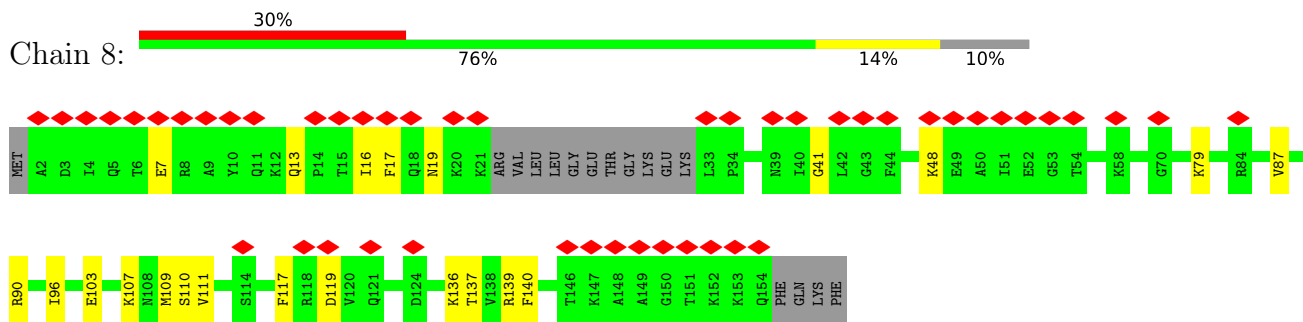 30%
Chain 8:
76% 14% 10%
MET A2 D3 I4 Q5 T6 E7 R8 A9 Y10 Q11 K12 Q13 P14 T15 I16 F17 Q18 N19 K20 K21 ARG VAL LEU LEU GLY GLU THR GLY LYS GLU LYS L33 P34 N39 I40 G41 L42 G43 F44 K48 E49 A50 I51 E52 G53 T54 K58 G70 K79 R84 V87
R90 I96 E103 K107 N108 M109 S110 V111 S114 F117 R118 D119 V120 Q121 D124 K136 T137 V138 R139 F140 T146 K147 A148 A149 G150 T151 K152 K153 Q154 PHE GLN LYS PHE